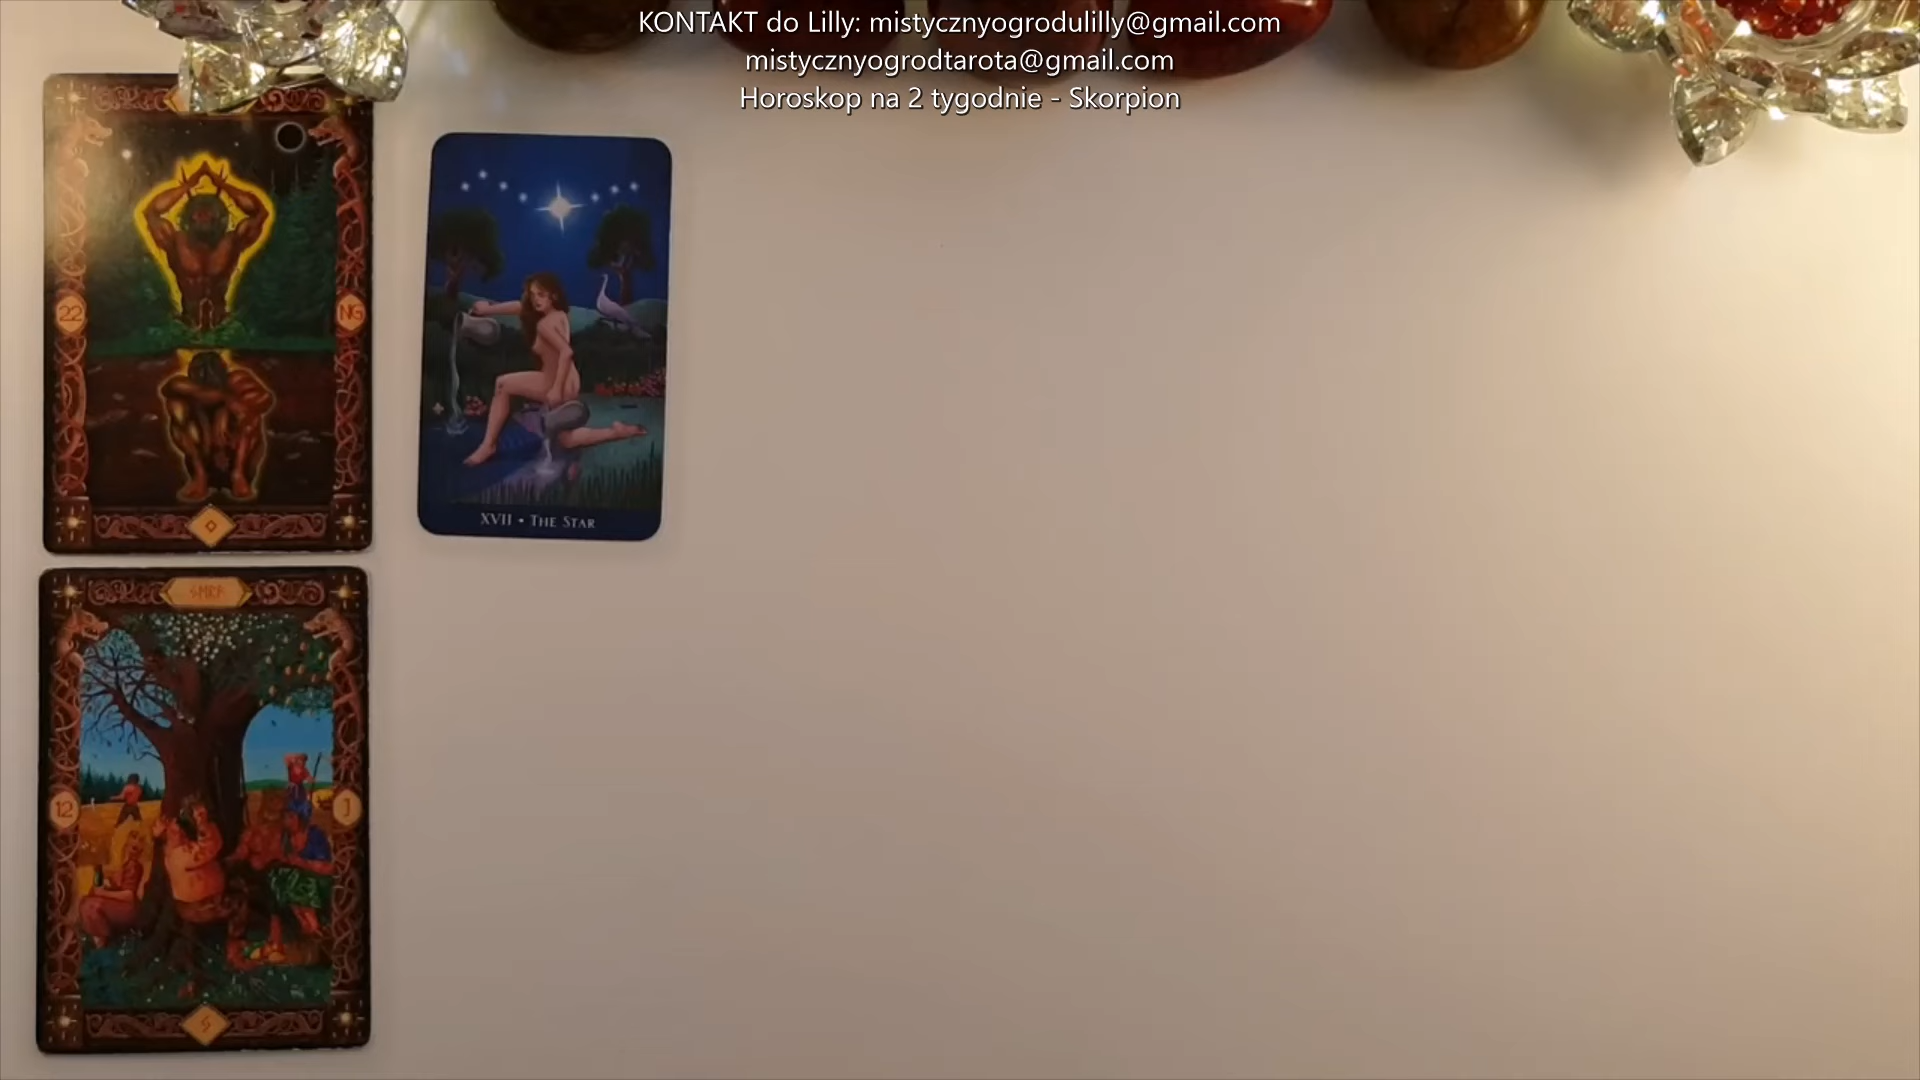 KONTAKT do Lilly: mistycznyogrodulilly@gmail.com
mistycznyogrodtarota@gmail.com
Horoskop na 2 tygodnie - Skorpion
22
NG
XVII • THE STAR
12
J